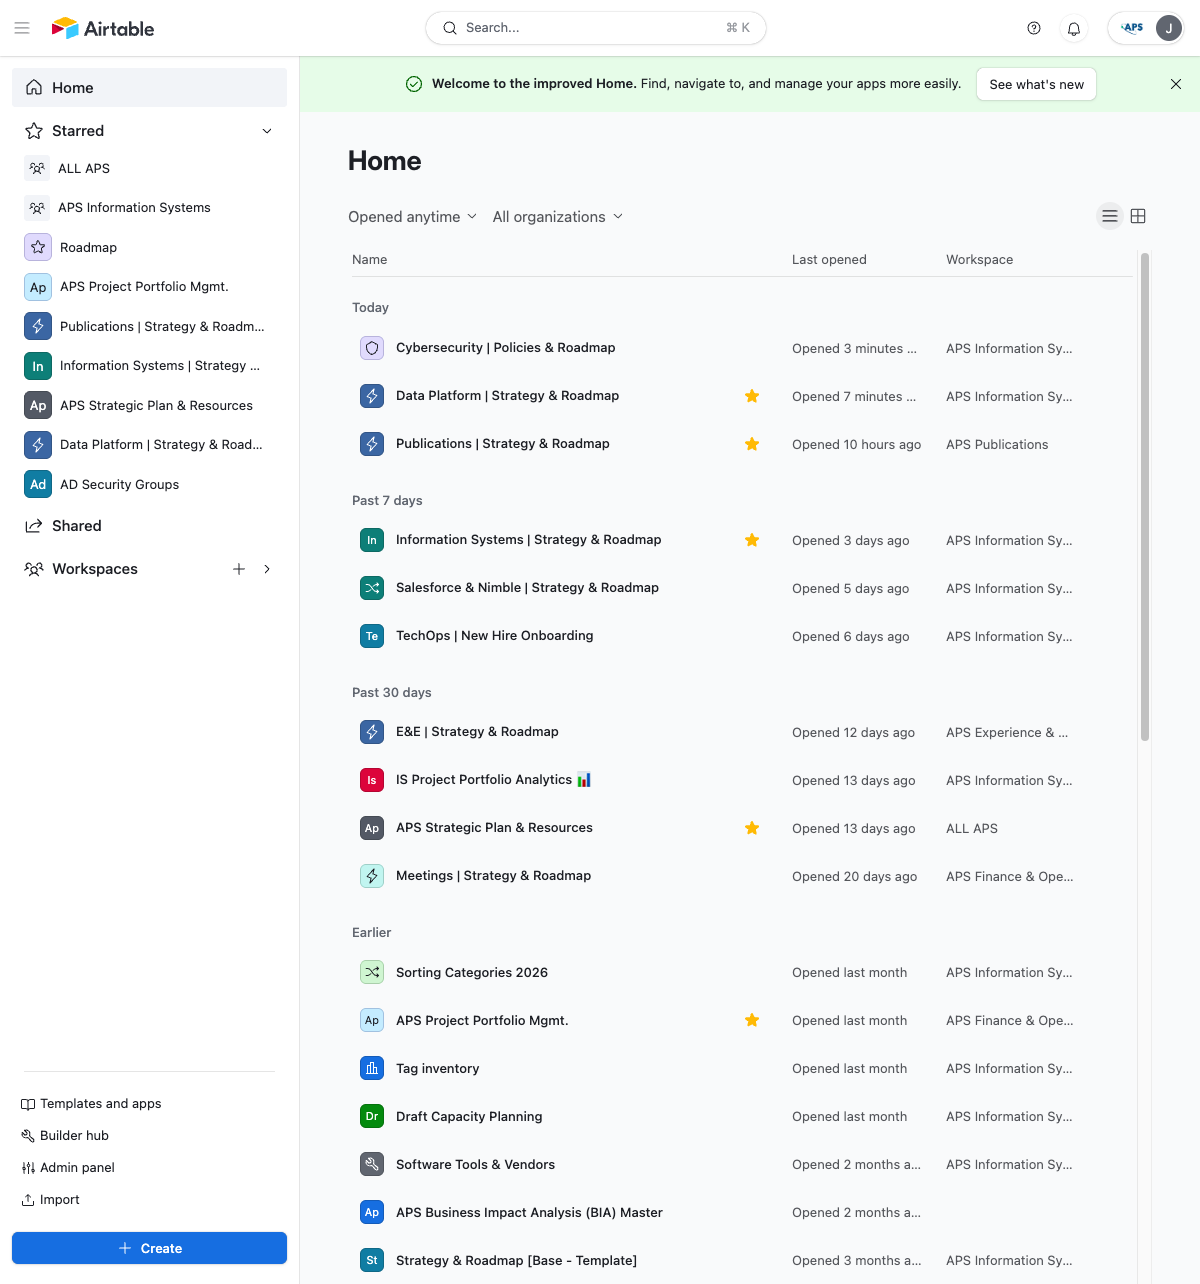 Airtable
Search...
⌘ K
APS
J
Home
Starred
ALL APS
APS Information Systems
Roadmap
Ap
APS Project Portfolio Mgmt.
Publications | Strategy & Roadm...
In
Information Systems | Strategy ...
Ap
APS Strategic Plan & Resources
Data Platform | Strategy & Road...
Ad
AD Security Groups
Shared
Workspaces
Templates and apps
Builder hub
Admin panel
Import
Create
Welcome to the improved Home. Find, navigate to, and manage your apps more easily.
See what's new
Home
Opened anytime
All organizations
Name Last opened Workspace
Today
Cybersecurity | Policies & Roadmap Opened 3 minutes ... APS Information Sy...
Data Platform | Strategy & Roadmap Opened 7 minutes ... APS Information Sy...
Publications | Strategy & Roadmap Opened 10 hours ago APS Publications
Past 7 days
In Information Systems | Strategy & Roadmap Opened 3 days ago APS Information Sy...
Salesforce & Nimble | Strategy & Roadmap Opened 5 days ago APS Information Sy...
Te TechOps | New Hire Onboarding Opened 6 days ago APS Information Sy...
Past 30 days
E&E | Strategy & Roadmap Opened 12 days ago APS Experience & ...
Is IS Project Portfolio Analytics Opened 13 days ago APS Information Sy...
Ap APS Strategic Plan & Resources Opened 13 days ago ALL APS
Meetings | Strategy & Roadmap Opened 20 days ago APS Finance & Ope...
Earlier
Sorting Categories 2026 Opened last month APS Information Sy...
Ap APS Project Portfolio Mgmt. Opened last month APS Finance & Ope...
Tag inventory Opened last month APS Information Sy...
Dr Draft Capacity Planning Opened last month APS Information Sy...
Software Tools & Vendors Opened 2 months a... APS Information Sy...
Ap APS Business Impact Analysis (BIA) Master Opened 2 months a...
St Strategy & Roadmap [Base - Template] Opened 3 months a... APS Information Sy...